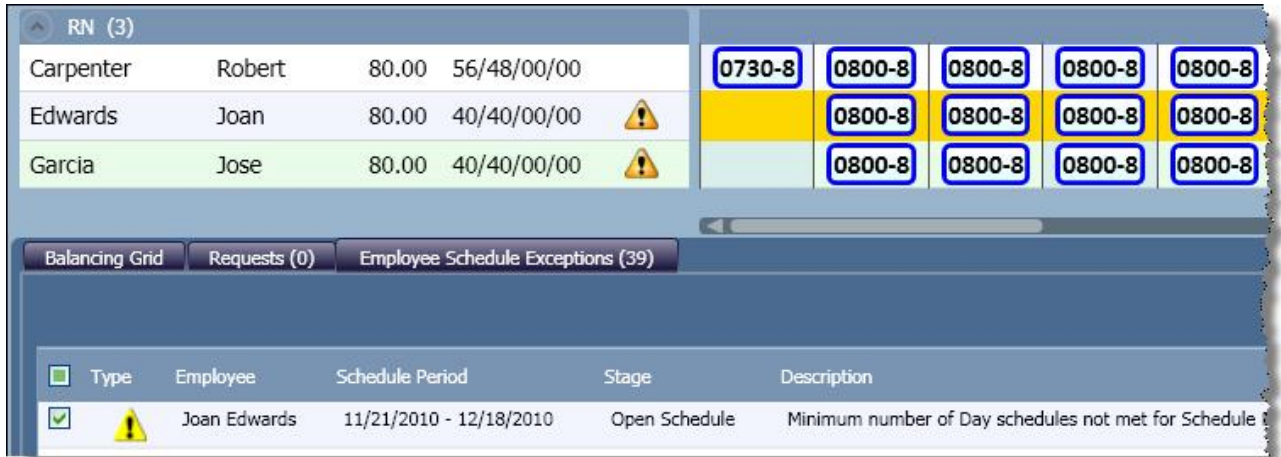 RN (3)
Carpenter Robert 80.00 56/48/00/00 0730-8 0800-8 0800-8 0800-8 0800-8
Edwards Joan 80.00 40/40/00/00 0800-8 0800-8 0800-8 0800-8
Garcia Jose 80.00 40/40/00/00 0800-8 0800-8 0800-8 0800-8
Balancing Grid Requests (0) Employee Schedule Exceptions (39)
Type Employee Schedule Period Stage Description
Joan Edwards 11/21/2010 - 12/18/2010 Open Schedule Minimum number of Day schedules not met for Schedule